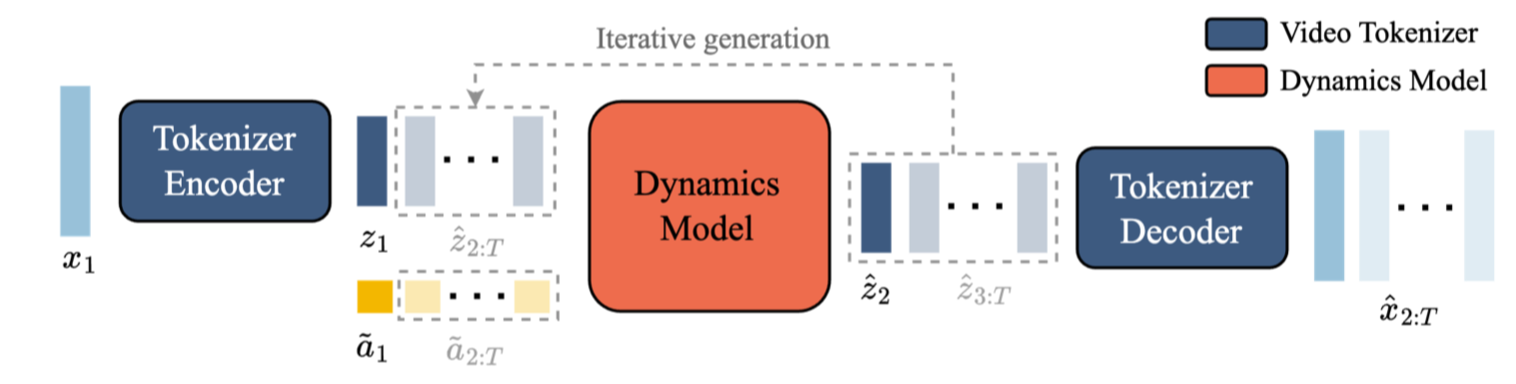 Iterative generation
Video Tokenizer
Dynamics Model
Tokenizer
Encoder
Dynamics
Model
Tokenizer
Decoder
x₁
z₁
ẑ₂:T
ã₁
ã₂:T
ẑ₂
ẑ₃:T
x̂₂:T